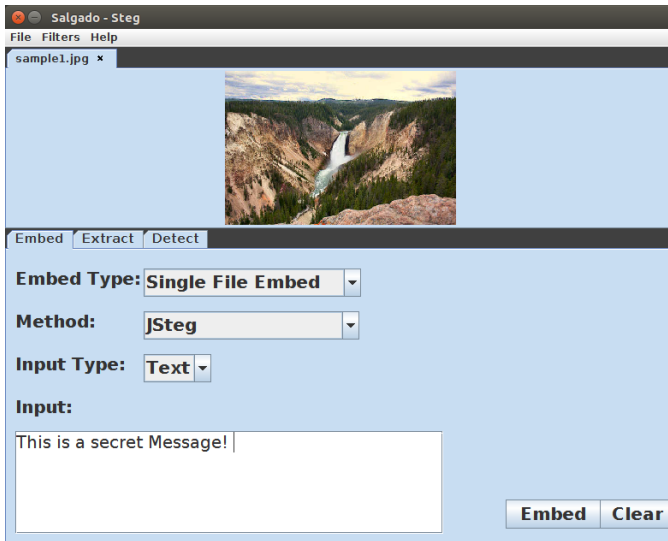 Salgado - Steg
File Filters Help
sample1.jpg ×
Embed Extract Detect
Embed Type: Single File Embed
Method: JSteg
Input Type: Text
Input:
This is a secret Message!
Embed Clear